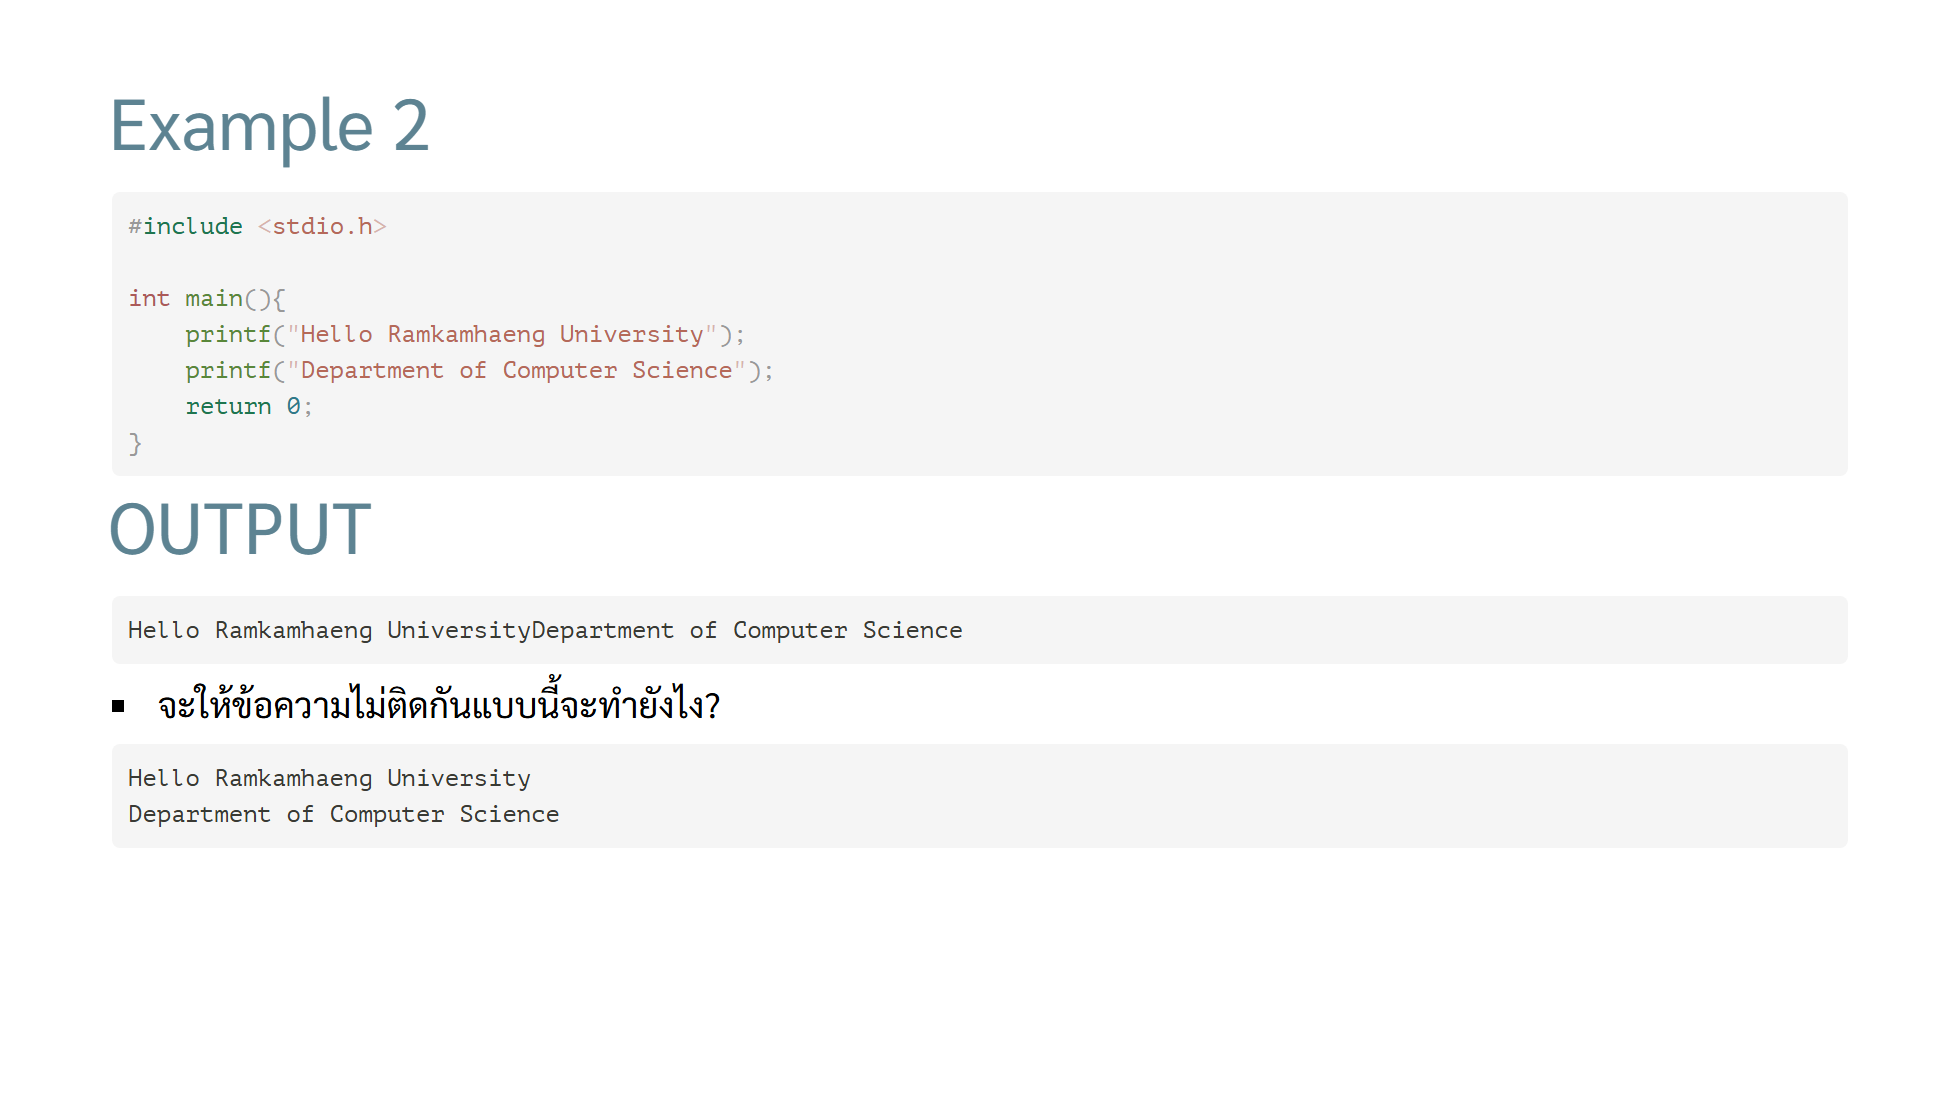 Example 2
#include <stdio.h>
int main(){
    printf("Hello Ramkamhaeng University");
    printf("Department of Computer Science");
    return 0;
}
OUTPUT
Hello Ramkamhaeng UniversityDepartment of Computer Science
▪ จะให้ข้อความไม่ติดกันแบบนี้จะทำยังไง?
Hello Ramkamhaeng University
Department of Computer Science